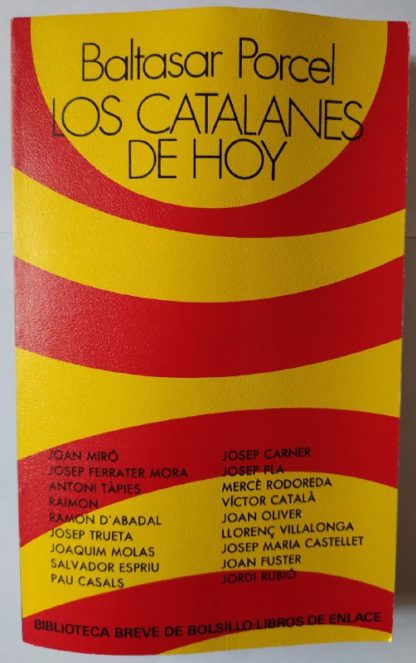 Baltasar Porcel
LOS CATALANES
DE HOY
JOAN MIRÓ
JOSEP FERRATER MORA
ANTONI TÀPIES
RAIMON
RAMON D'ABADAL
JOSEP TRUETA
JOAQUIM MOLAS
SALVADOR ESPRIU
PAU CASALS
JOSEP CARNER
JOSEP PLA
MERCÈ RODOREDA
VÍCTOR CATALÀ
JOAN OLIVER
LLORENÇ VILLALONGA
JOSEP MARIA CASTELLET
JOAN FUSTER
JORDI RUBIÓ
BIBLIOTECA BREVE DE BOLSILLO LIBROS DE ENLACE